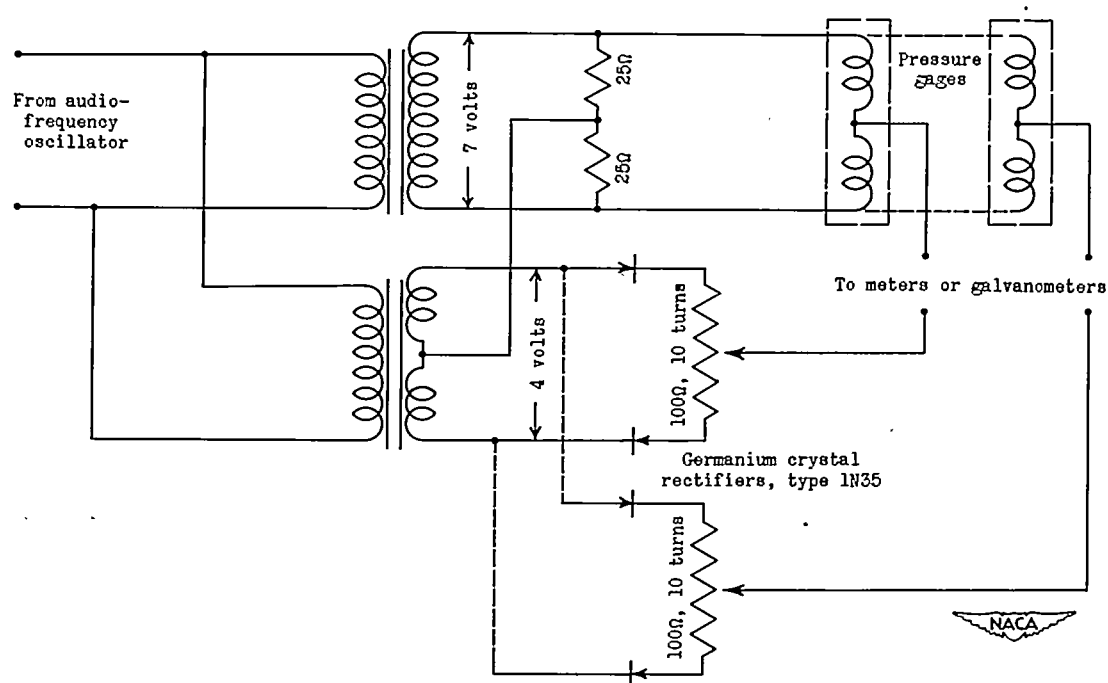 From audio-
frequency
oscillator
7 volts
25Ω
25Ω
Pressure
gages
4 volts
100Ω, 10 turns
To meters or galvanometers
Germanium crystal
rectifiers, type 1N35
100Ω, 10 turns
NACA